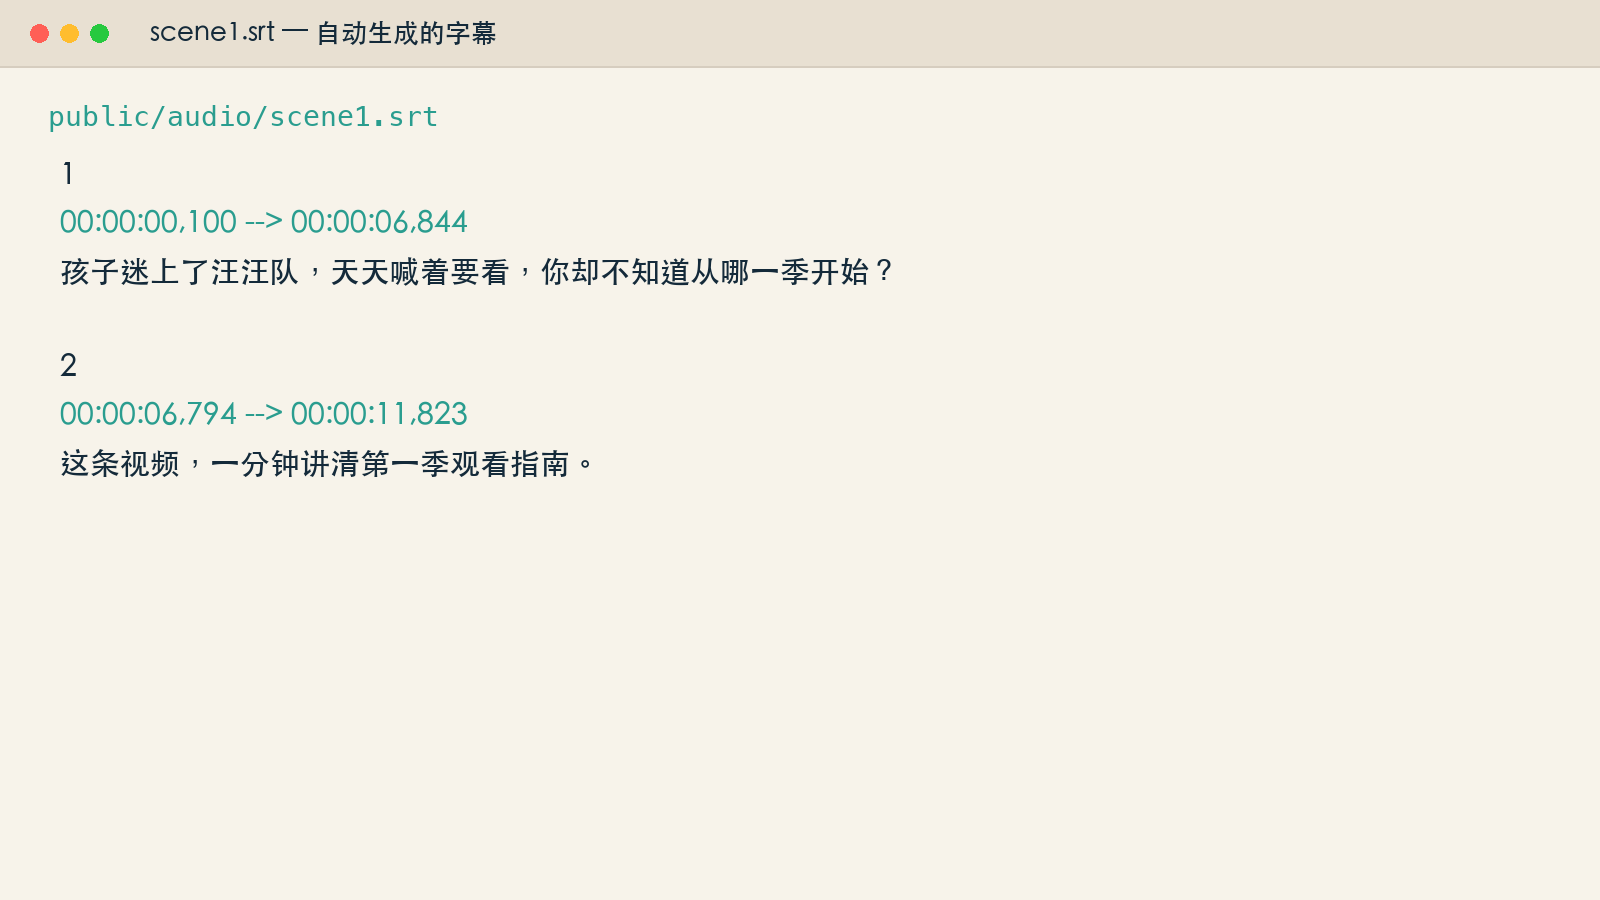 scene1.srt — 自动生成的字幕
public/audio/scene1.srt
1
00:00:00,100 --> 00:00:06,844
孩子迷上了汪汪队，天天喊着要看，你却不知道从哪一季开始？
2
00:00:06,794 --> 00:00:11,823
这条视频，一分钟讲清第一季观看指南。